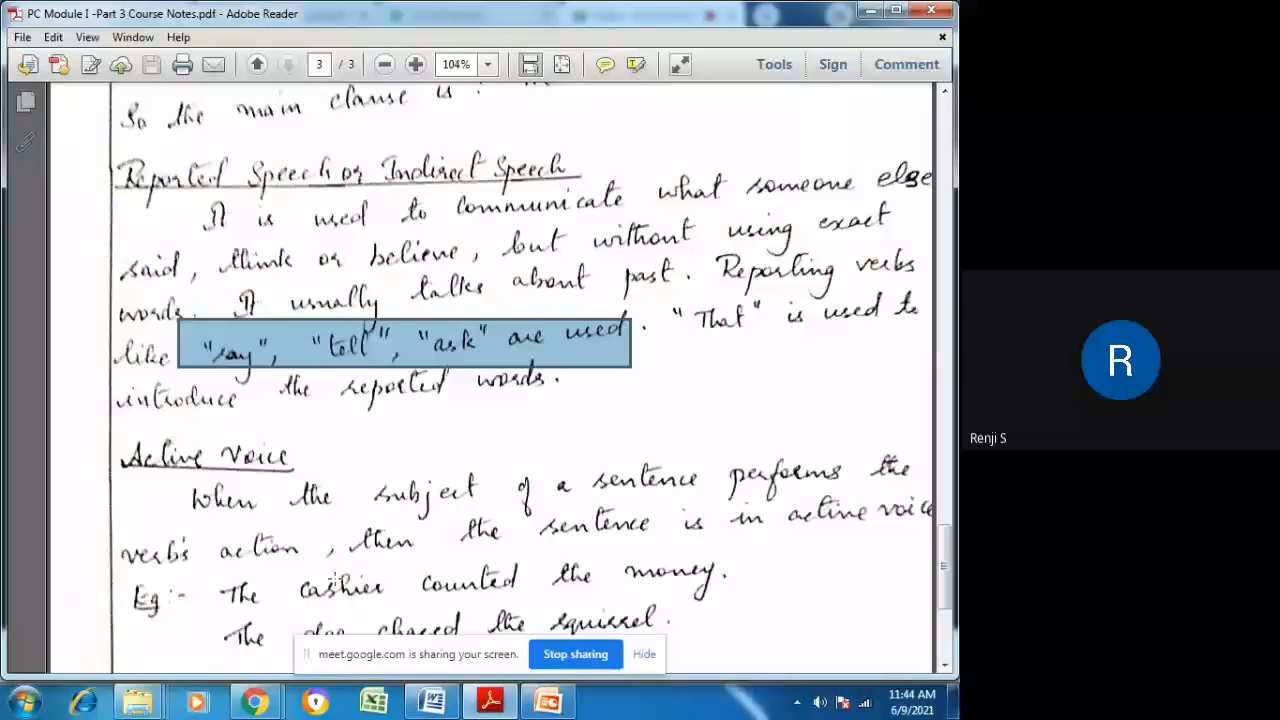 PC Module I -Part 3 Course Notes.pdf - Adobe Reader
File Edit View Window Help
3 / 3 104% Tools Sign Comment
So the main clause is :
Reported Speech or Indirect Speech
It is used to communicate what someone else
said, think or believe, but without using exact
words. It usually talks about past. Reporting verbs
like "say", "tell", "ask" are used. "That" is used to
introduce the reported words.
Active Voice
When the subject of a sentence performs the
verb's action, then the sentence is in active voice
Eg :- The cashier counted the money.
The dog chased the squirrel.
meet.google.com is sharing your screen. Stop sharing Hide
R
Renji S
11:44 AM
6/9/2021